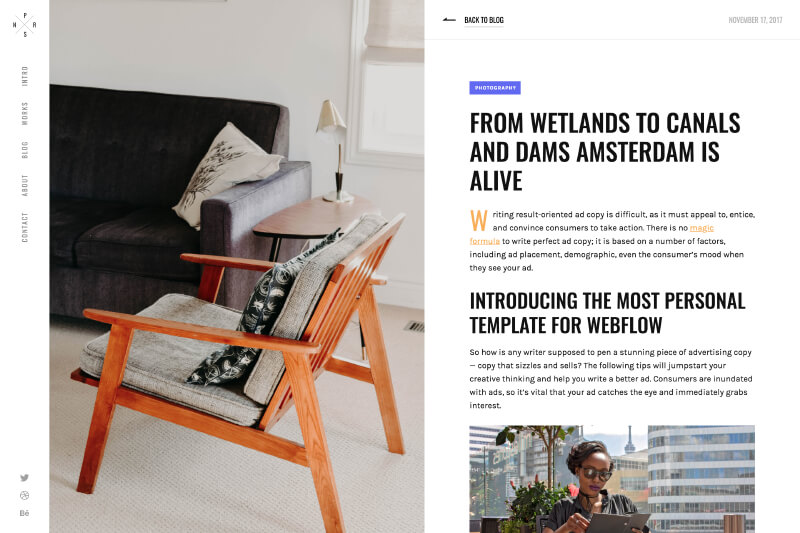 P
N R
S
INTRO
WORKS
BLOG
ABOUT
CONTACT
BACK TO BLOG
NOVEMBER 17, 2017
PHOTOGRAPHY
FROM WETLANDS TO CANALS
AND DAMS AMSTERDAM IS
ALIVE
Writing result-oriented ad copy is difficult, as it must appeal to, entice,
and convince consumers to take action. There is no magic
formula to write perfect ad copy; it is based on a number of factors,
including ad placement, demographic, even the consumer's mood when
they see your ad.
INTRODUCING THE MOST PERSONAL
TEMPLATE FOR WEBFLOW
So how is any writer supposed to pen a stunning piece of advertising copy
— copy that sizzles and sells? The following tips will jumpstart your
creative thinking and help you write a better ad. Consumers are inundated
with ads, so it's vital that your ad catches the eye and immediately grabs
interest.
Bē